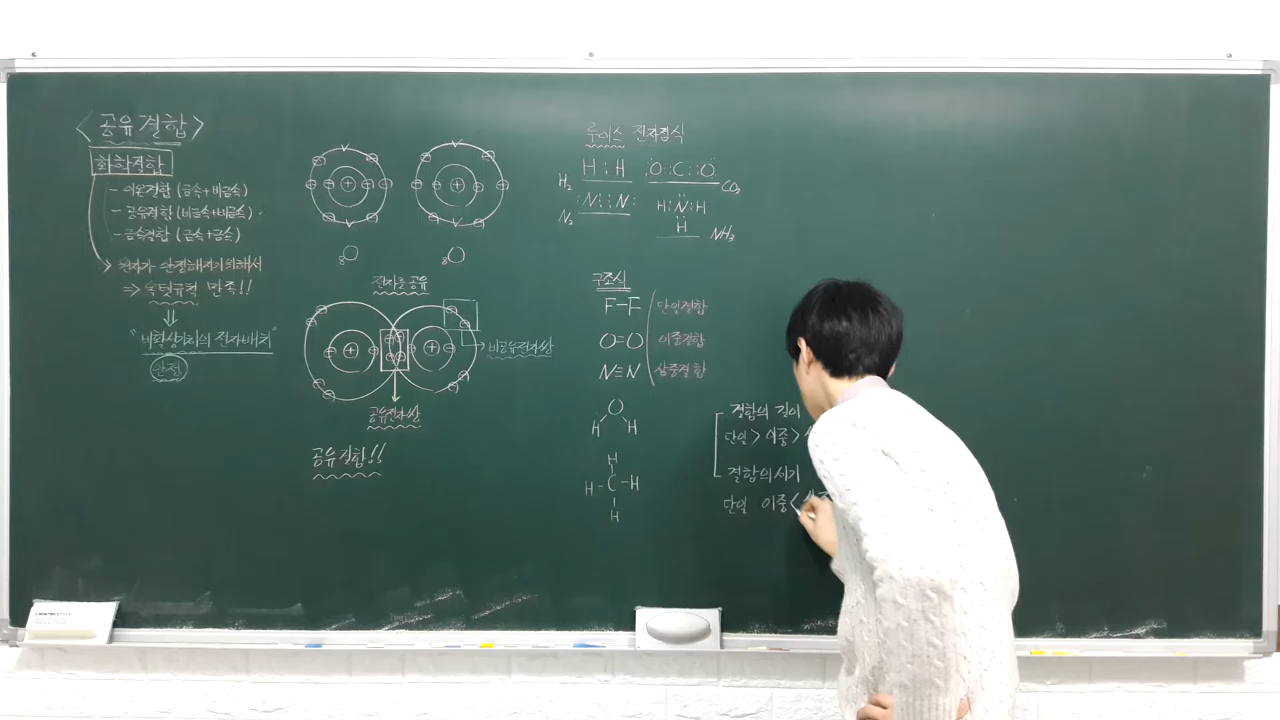 <공유결합>
화학결합
- 이온결합 (금속+비금속)
- 공유결합 (비금속+비금속)
- 금속결합 (금속+금속)
원자가 안정해지기위해서
⇒ 옥텟규칙 만족!!
"비활성기체의 전자배치"
안정
8O 8O
전자를 공유
비공유전자쌍
공유전자쌍
공유결합!!
루이스 전자점식
H:H
H2
:O::C::O:
CO2
:N:::N:
N2
H:N:H
H
NH3
구조식
F-F 단일결합
O=O 이중결합
N≡N 삼중결합
O
H H
H
H-C-H
H
결합의 길이
단일 > 이중 >
결합의 세기
단일 이중 <